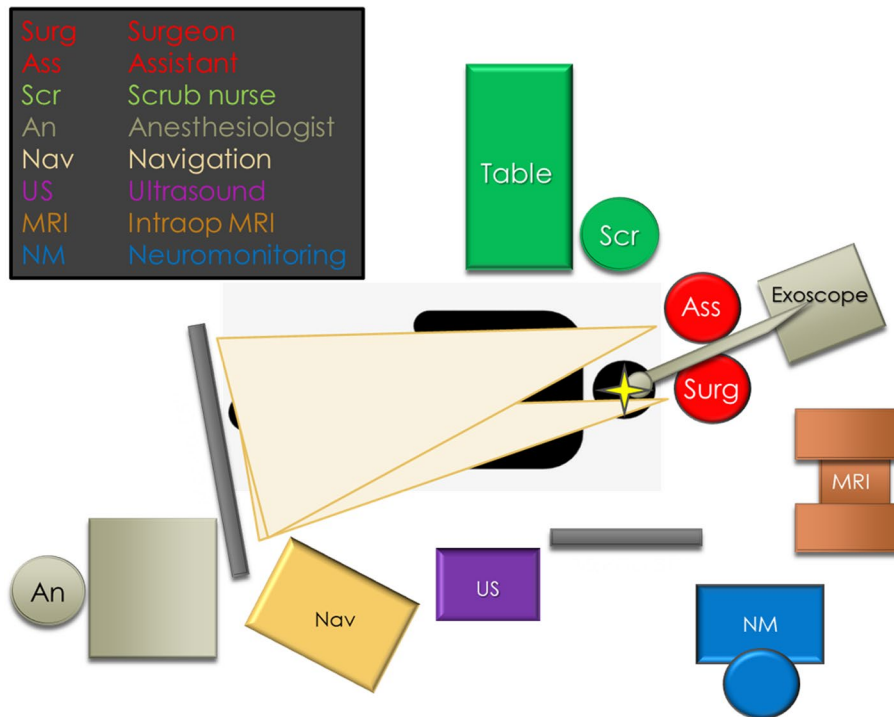 Surg Surgeon
Ass Assistant
Scr Scrub nurse
An Anesthesiologist
Nav Navigation
US Ultrasound
MRI Intraop MRI
NM Neuromonitoring
Table
Scr
Ass
Exoscope
Surg
MRI
An
Nav
US
NM